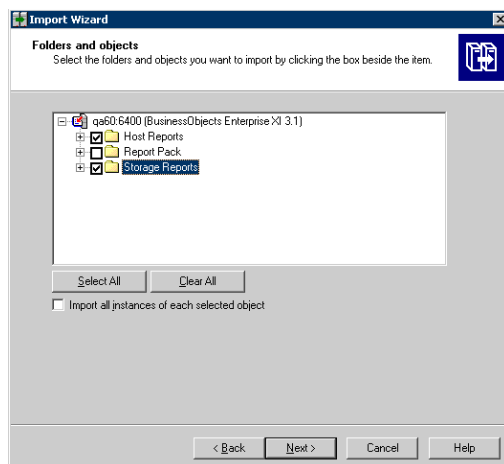 Import Wizard
Folders and objects
Select the folders and objects you want to import by clicking the box beside the item.
qa60:6400 (BusinessObjects Enterprise XI 3.1)
Host Reports
Report Pack
Storage Reports
Select All Clear All
Import all instances of each selected object
< Back Next > Cancel Help